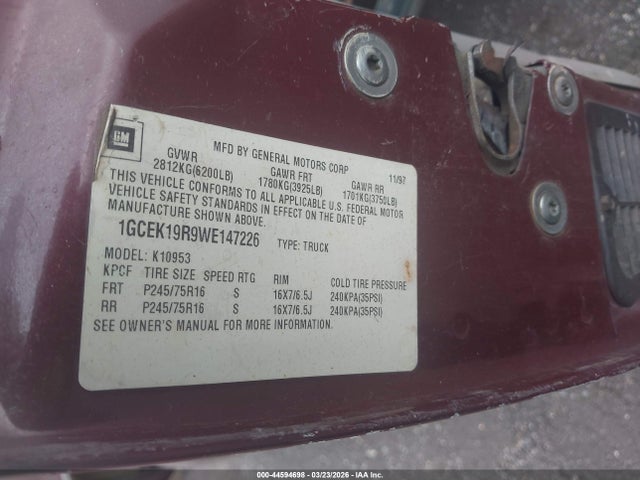 GM
MFD BY GENERAL MOTORS CORP
11/97
GVWR GAWR FRT GAWR RR
2812KG(6200LB) 1780KG(3925LB) 1701KG(3750LB)
THIS VEHICLE CONFORMS TO ALL APPLICABLE U.S. FEDERAL MOTOR
VEHICLE SAFETY STANDARDS IN EFFECT ON THE DATE OF
MANUFACTURE SHOWN ABOVE.
1GCEK19R9WE147226 TYPE: TRUCK
MODEL: K10953
KPCF TIRE SIZE SPEED RTG RIM COLD TIRE PRESSURE
FRT P245/75R16 S 16X7/6.5J 240KPA(35PSI)
RR P245/75R16 S 16X7/6.5J 240KPA(35PSI)
SEE OWNER'S MANUAL FOR MORE INFORMATION.
000-44594698 - 03/23/2026 - IAA Inc.